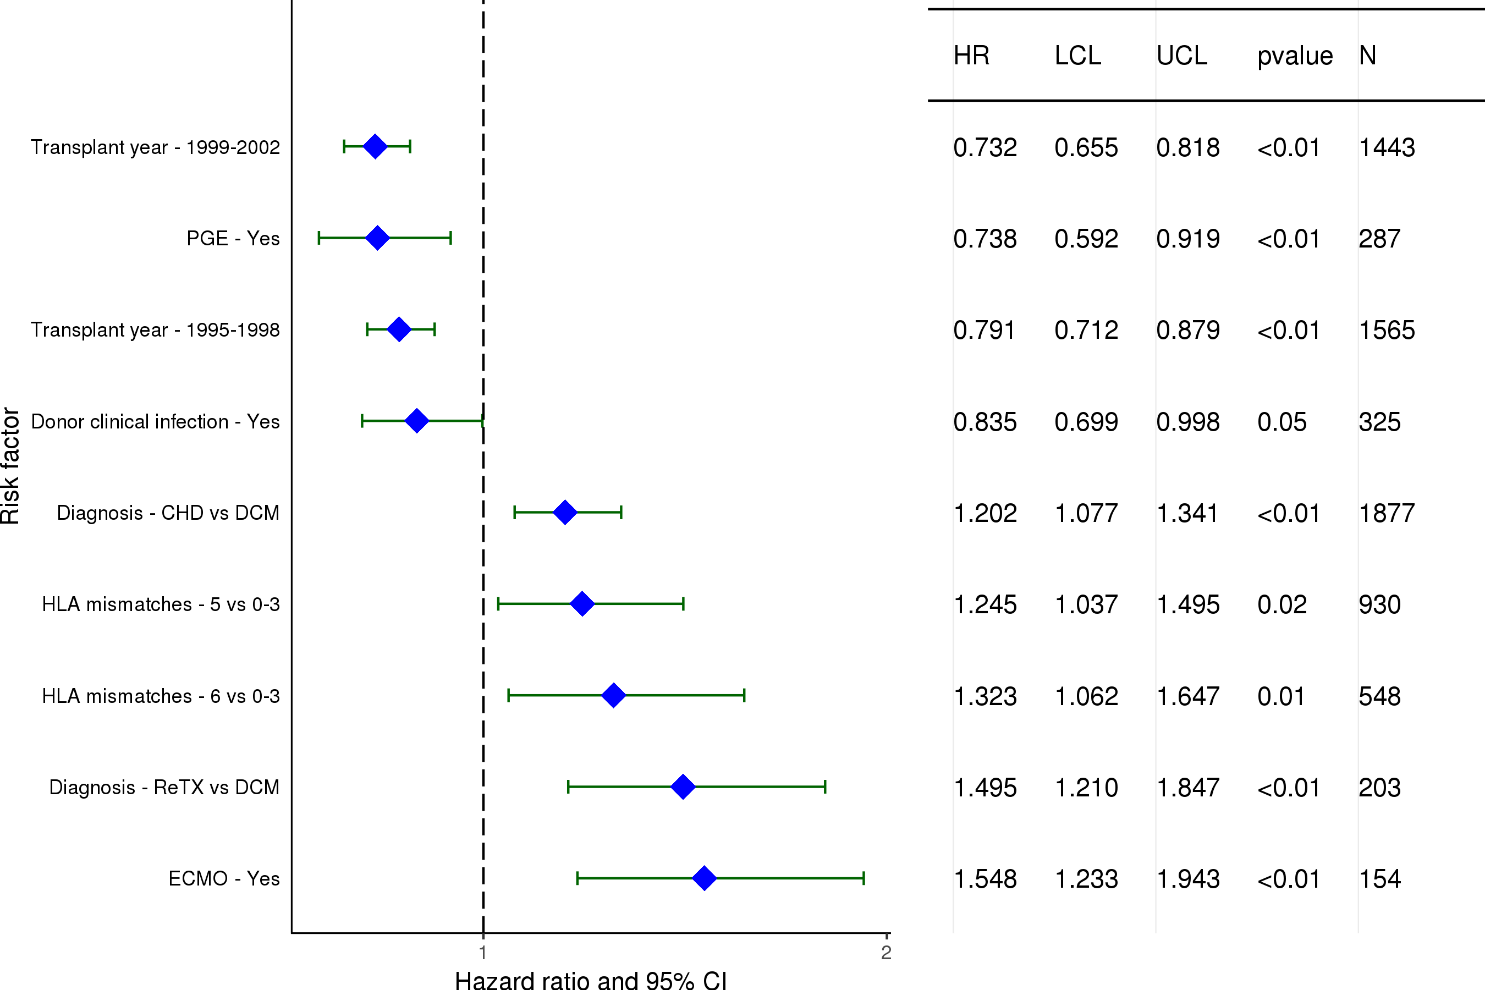 HR LCL UCL pvalue N
Transplant year - 1999-2002 0.732 0.655 0.818 <0.01 1443
PGE - Yes 0.738 0.592 0.919 <0.01 287
Transplant year - 1995-1998 0.791 0.712 0.879 <0.01 1565
Donor clinical infection - Yes 0.835 0.699 0.998 0.05 325
Diagnosis - CHD vs DCM 1.202 1.077 1.341 <0.01 1877
HLA mismatches - 5 vs 0-3 1.245 1.037 1.495 0.02 930
HLA mismatches - 6 vs 0-3 1.323 1.062 1.647 0.01 548
Diagnosis - ReTX vs DCM 1.495 1.210 1.847 <0.01 203
ECMO - Yes 1.548 1.233 1.943 <0.01 154
Risk factor
1 2
Hazard ratio and 95% CI